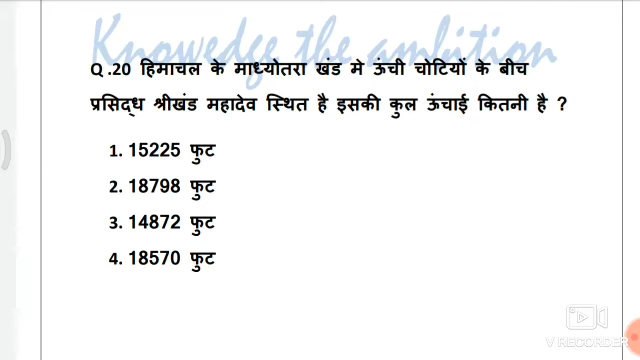 Knowedge the ambition
Q.20 हिमाचल के माध्योतरा खंड मे ऊंची चोटियों के बीच
प्रसिद्ध श्रीखंड महादेव स्थित है इसकी कुल ऊंचाई कितनी है ?
1. 15225 फुट
2. 18798 फुट
3. 14872 फुट
4. 18570 फुट
V RECORDER